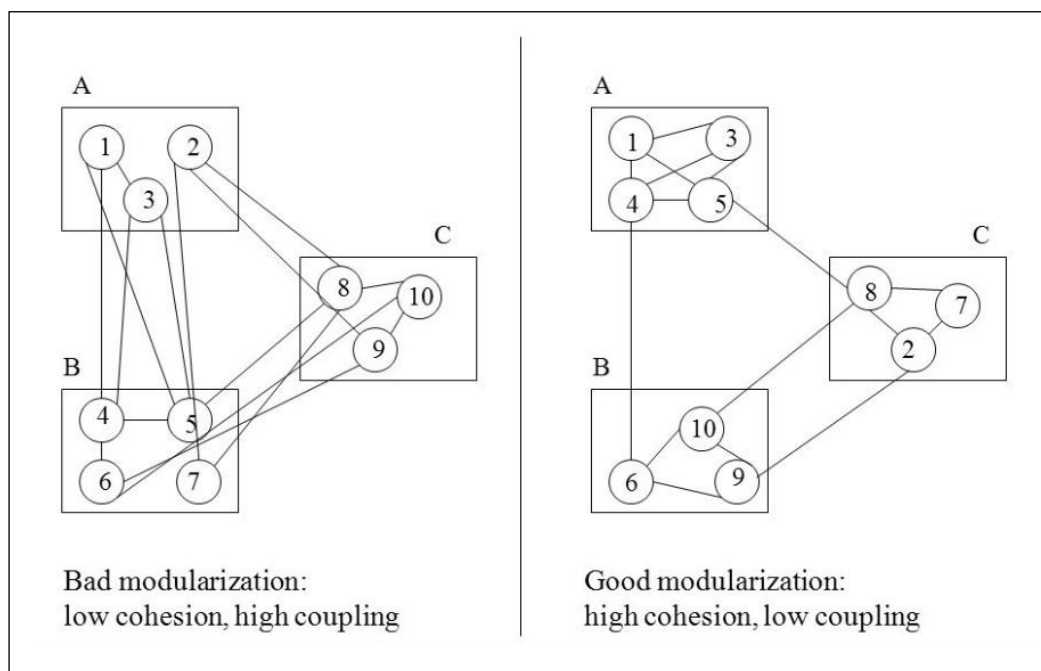 A
1
2
3
C
8
10
9
B
4
5
6
7
Bad modularization:
low cohesion, high coupling
A
1
3
4
5
C
8
7
2
B
10
6
9
Good modularization:
high cohesion, low coupling